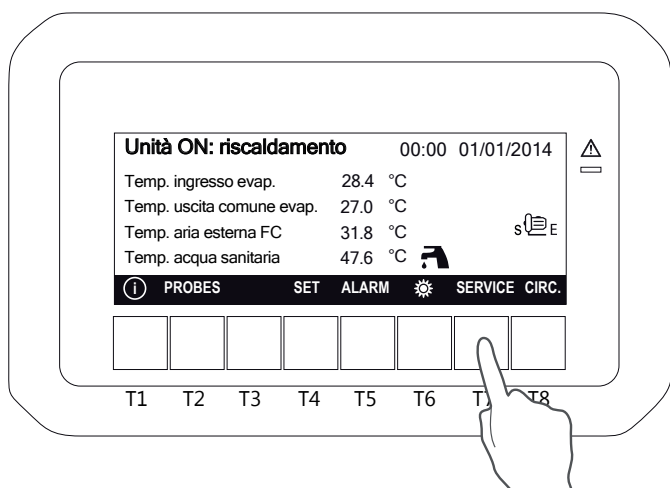 Unità ON: riscaldamento 00:00 01/01/2014
Temp. ingresso evap. 28.4 °C
Temp. uscita comune evap. 27.0 °C
Temp. aria esterna FC 31.8 °C
S E
Temp. acqua sanitaria 47.6 °C
i PROBES SET ALARM SERVICE CIRC.
T1 T2 T3 T4 T5 T6 T7 T8